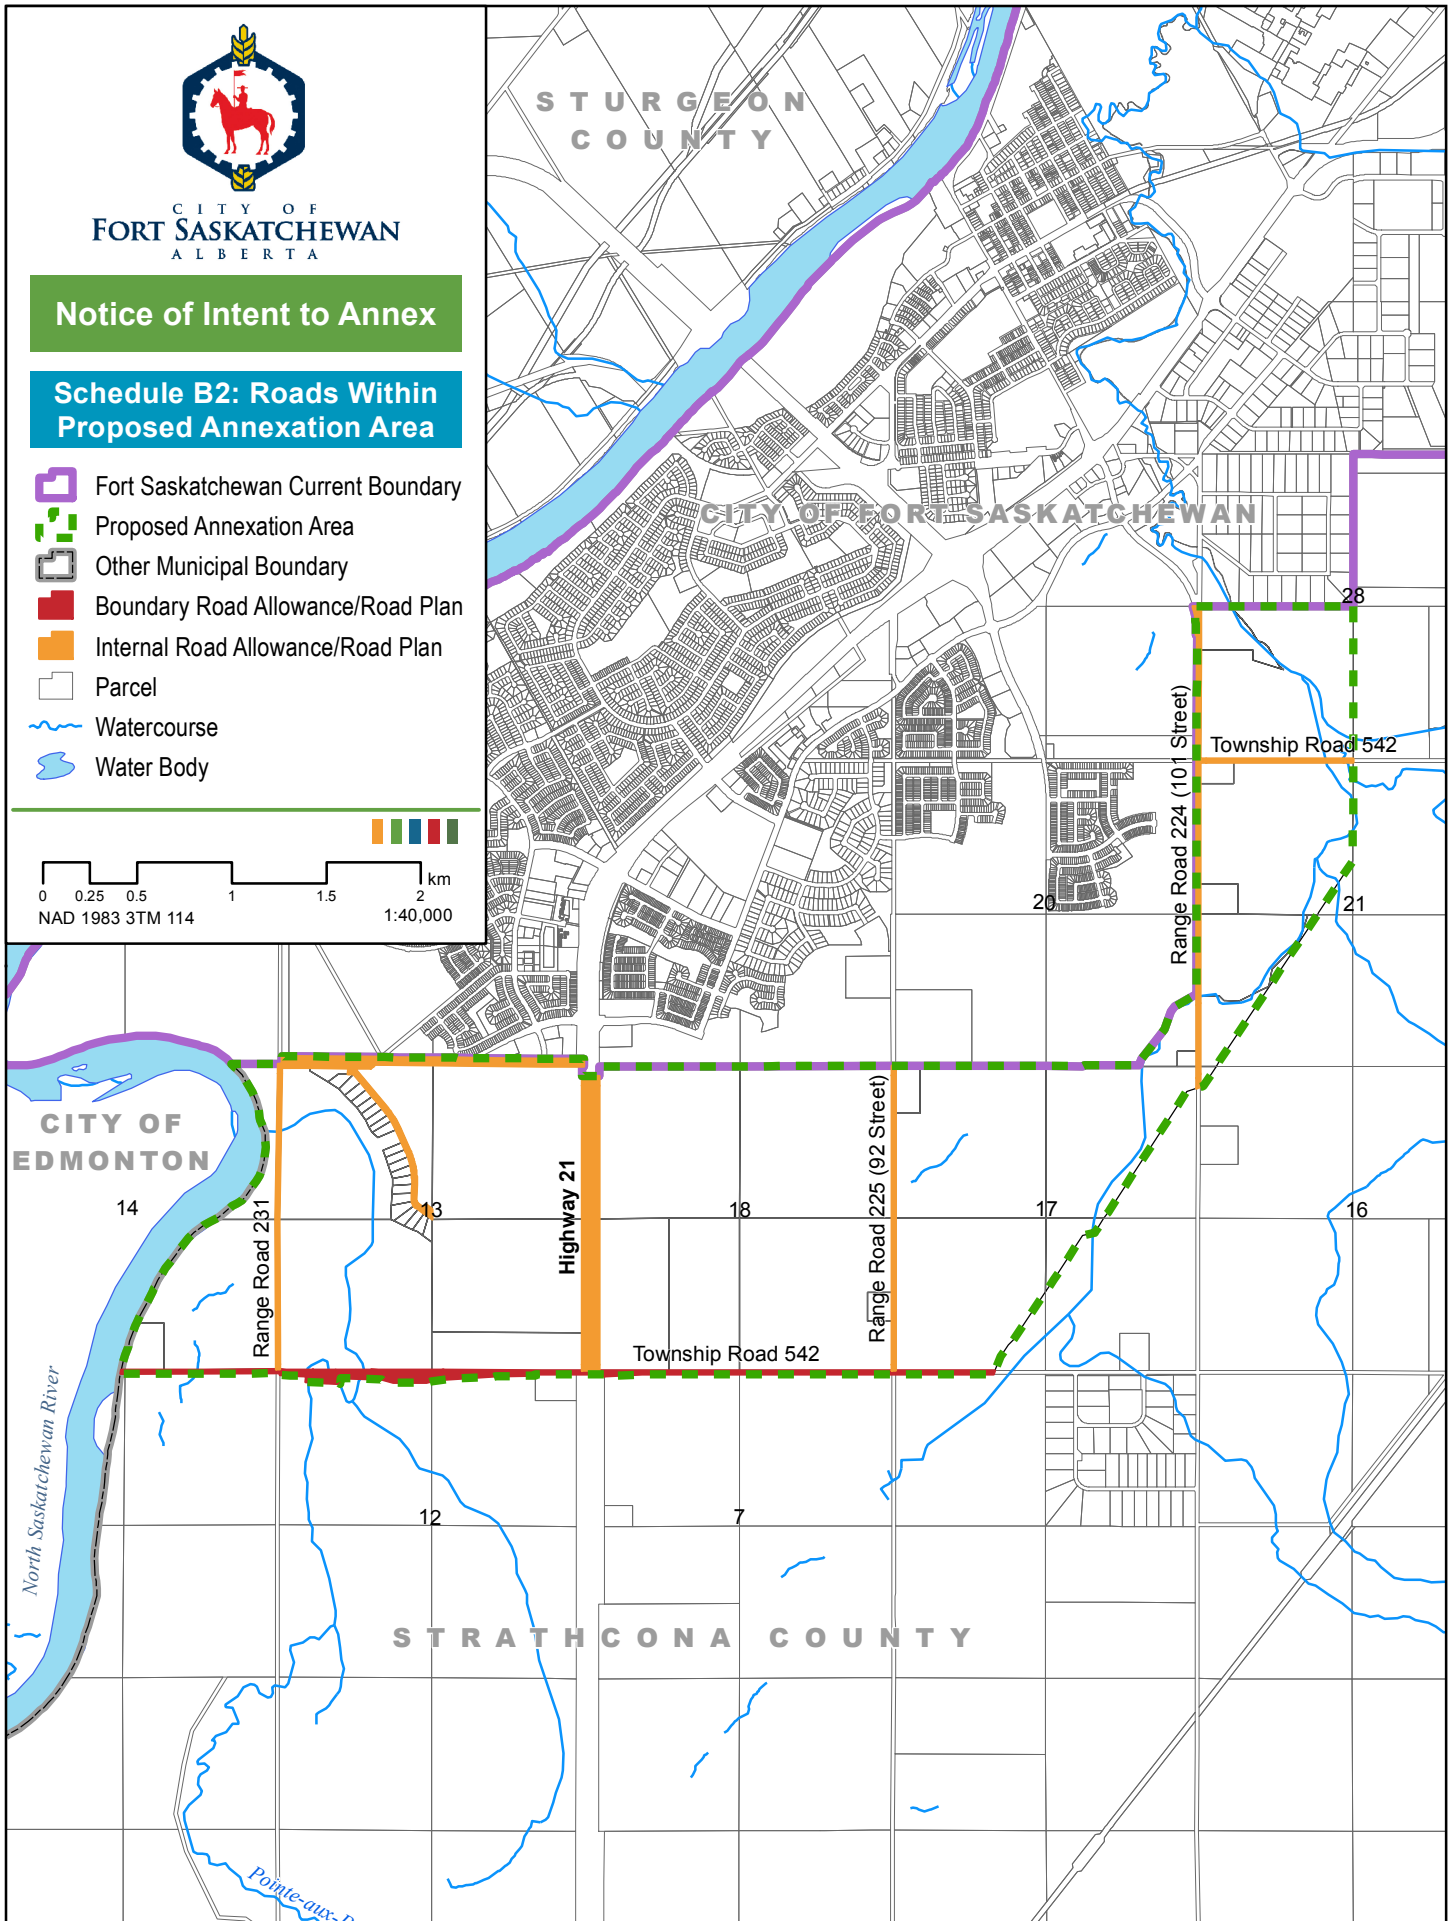 CITY OF
FORT SASKATCHEWAN
ALBERTA
Notice of Intent to Annex
Schedule B2: Roads Within
Proposed Annexation Area
Fort Saskatchewan Current Boundary
Proposed Annexation Area
Other Municipal Boundary
Boundary Road Allowance/Road Plan
Internal Road Allowance/Road Plan
Parcel
Watercourse
Water Body
km
0 0.25 0.5 1 1.5 2
NAD 1983 3TM 114 1:40,000
STURGEON
COUNTY
CITY OF FORT SASKATCHEWAN
28
Range Road 224 (101 Street)
Township Road 542
20
21
CITY OF
EDMONTON
14
Range Road 231
13
Highway 21
18
Range Road 225 (92 Street)
17
16
Township Road 542
North Saskatchewan River
12
7
STRATHCONA COUNTY